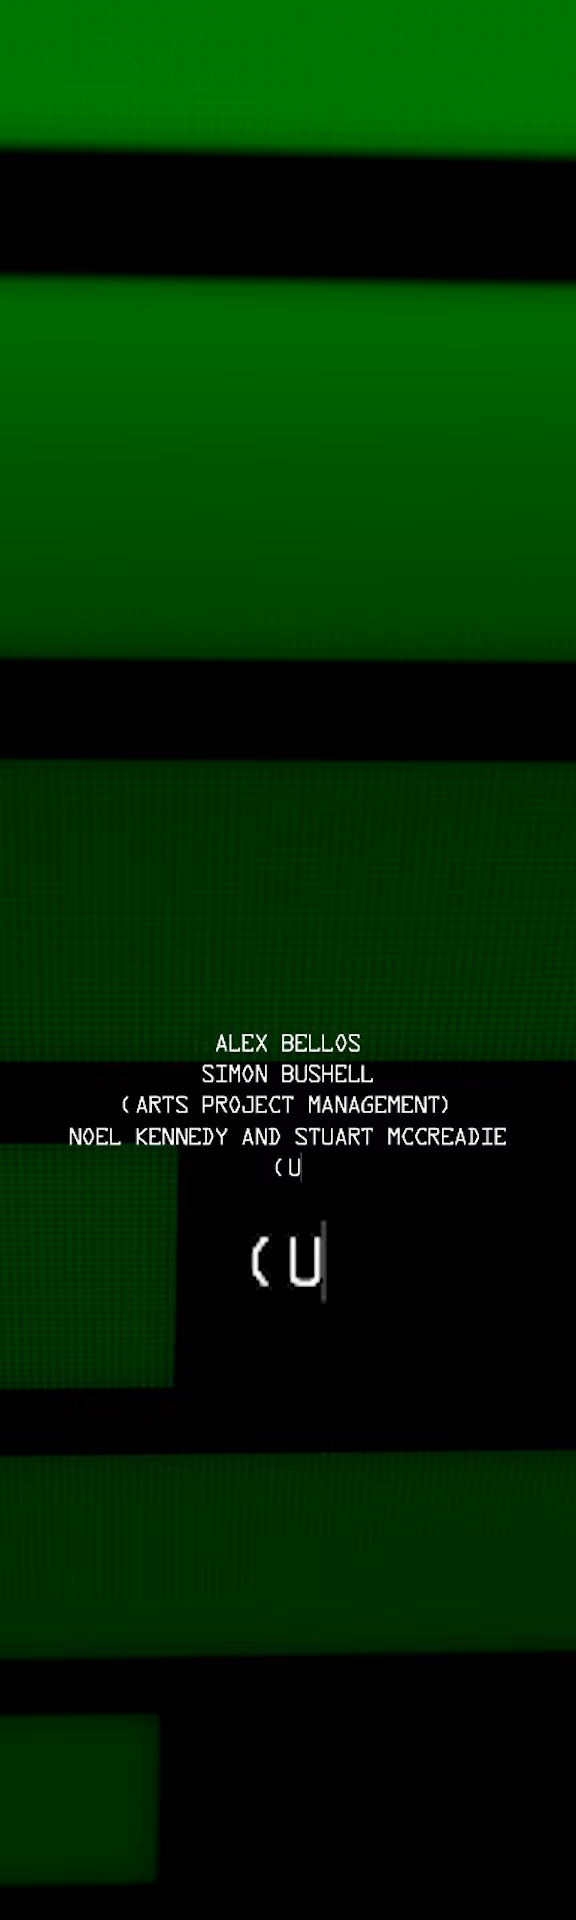 ALEX BELLOS
SIMON BUSHELL
(ARTS PROJECT MANAGEMENT)
NOEL KENNEDY AND STUART MCCREADIE
(U
(U